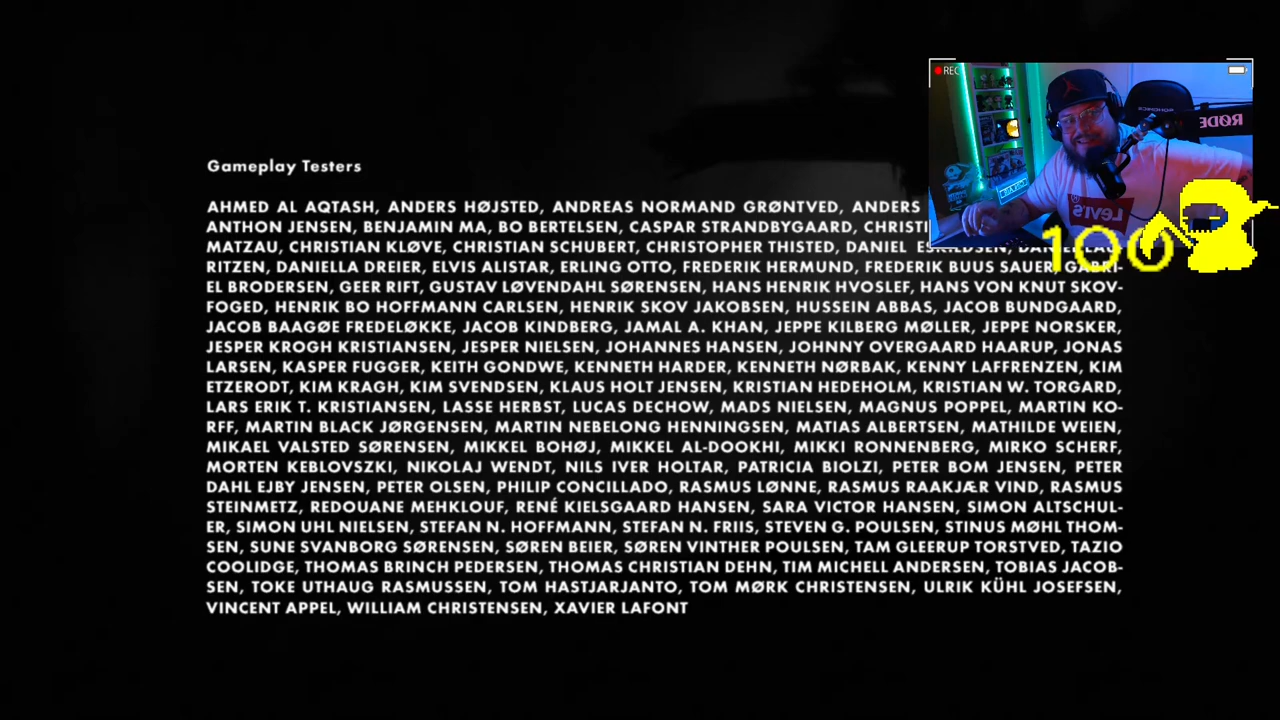 Gameplay Testers
AHMED AL AQTASH, ANDERS HØJSTED, ANDREAS NORMAND GRØNTVED, ANDERS
ANTHON JENSEN, BENJAMIN MA, BO BERTELSEN, CASPAR STRANDBYGAARD,
MATZAU, CHRISTIAN KLØVE, CHRISTIAN SCHUBERT, CHRISTOPHER THISTED, DANIEL ESKILDSEN,
RITZEN, DANIELLA DREIER, ELVIS ALISTAR, ERLING OTTO, FREDERIK HERMUND, FREDERIK BUUS SAUER, GABRI-
EL BRODERSEN, GEER RIFT, GUSTAV LØVENDAHL SØRENSEN, HANS HENRIK HVOSLEF, HANS VON KNUT SKOV-
FOGED, HENRIK BO HOFFMANN CARLSEN, HENRIK SKOV JAKOBSEN, HUSSEIN ABBAS, JACOB BUNDGAARD,
JACOB BAAGØE FREDELØKKE, JACOB KINDBERG, JAMAL A. KHAN, JEPPE KILBERG MØLLER, JEPPE NORSKER,
JESPER KROGH KRISTIANSEN, JESPER NIELSEN, JOHANNES HANSEN, JOHNNY OVERGAARD HAARUP, JONAS
LARSEN, KASPER FUGGER, KEITH GONDWE, KENNETH HARDER, KENNETH NØRBAK, KENNY LAFFRENZEN, KIM
ETZERODT, KIM KRAGH, KIM SVENDSEN, KLAUS HOLT JENSEN, KRISTIAN HEDEHOLM, KRISTIAN W. TORGARD,
LARS ERIK T. KRISTIANSEN, LASSE HERBST, LUCAS DECHOW, MADS NIELSEN, MAGNUS POPPEL, MARTIN KO-
RFF, MARTIN BLACK JØRGENSEN, MARTIN NEBELONG HENNINGSEN, MATIAS ALBERTSEN, MATHILDE WEIEN,
MIKAEL VALSTED SØRENSEN, MIKKEL BOHØJ, MIKKEL AL-DOOKHI, MIKKI RONNENBERG, MIRKO SCHERF,
MORTEN KEBLOVSZKI, NIKOLAJ WENDT, NILS IVER HOLTAR, PATRICIA BIOLZI, PETER BOM JENSEN, PETER
DAHL EJBY JENSEN, PETER OLSEN, PHILIP CONCILLADO, RASMUS LØNNE, RASMUS RAAKJÆR VIND, RASMUS
STEINMETZ, REDOUANE MEHKLOUF, RENÉ KIELSGAARD HANSEN, SARA VICTOR HANSEN, SIMON ALTSCHUL-
ER, SIMON UHL NIELSEN, STEFAN N. HOFFMANN, STEFAN N. FRIIS, STEVEN G. POULSEN, STINUS MØHL THOM-
SEN, SUNE SVANBORG SØRENSEN, SØREN BEIER, SØREN VINTHER POULSEN, TAM GLEERUP TORSTVED, TAZIO
COOLIDGE, THOMAS BRINCH PEDERSEN, THOMAS CHRISTIAN DEHN, TIM MICHELL ANDERSEN, TOBIAS JACOB-
SEN, TOKE UTHAUG RASMUSSEN, TOM HASTJARJANTO, TOM MØRK CHRISTENSEN, ULRIK KÜHL JOSEFSEN,
VINCENT APPEL, WILLIAM CHRISTENSEN, XAVIER LAFONT
REC
RØDE
LEVI'S
100